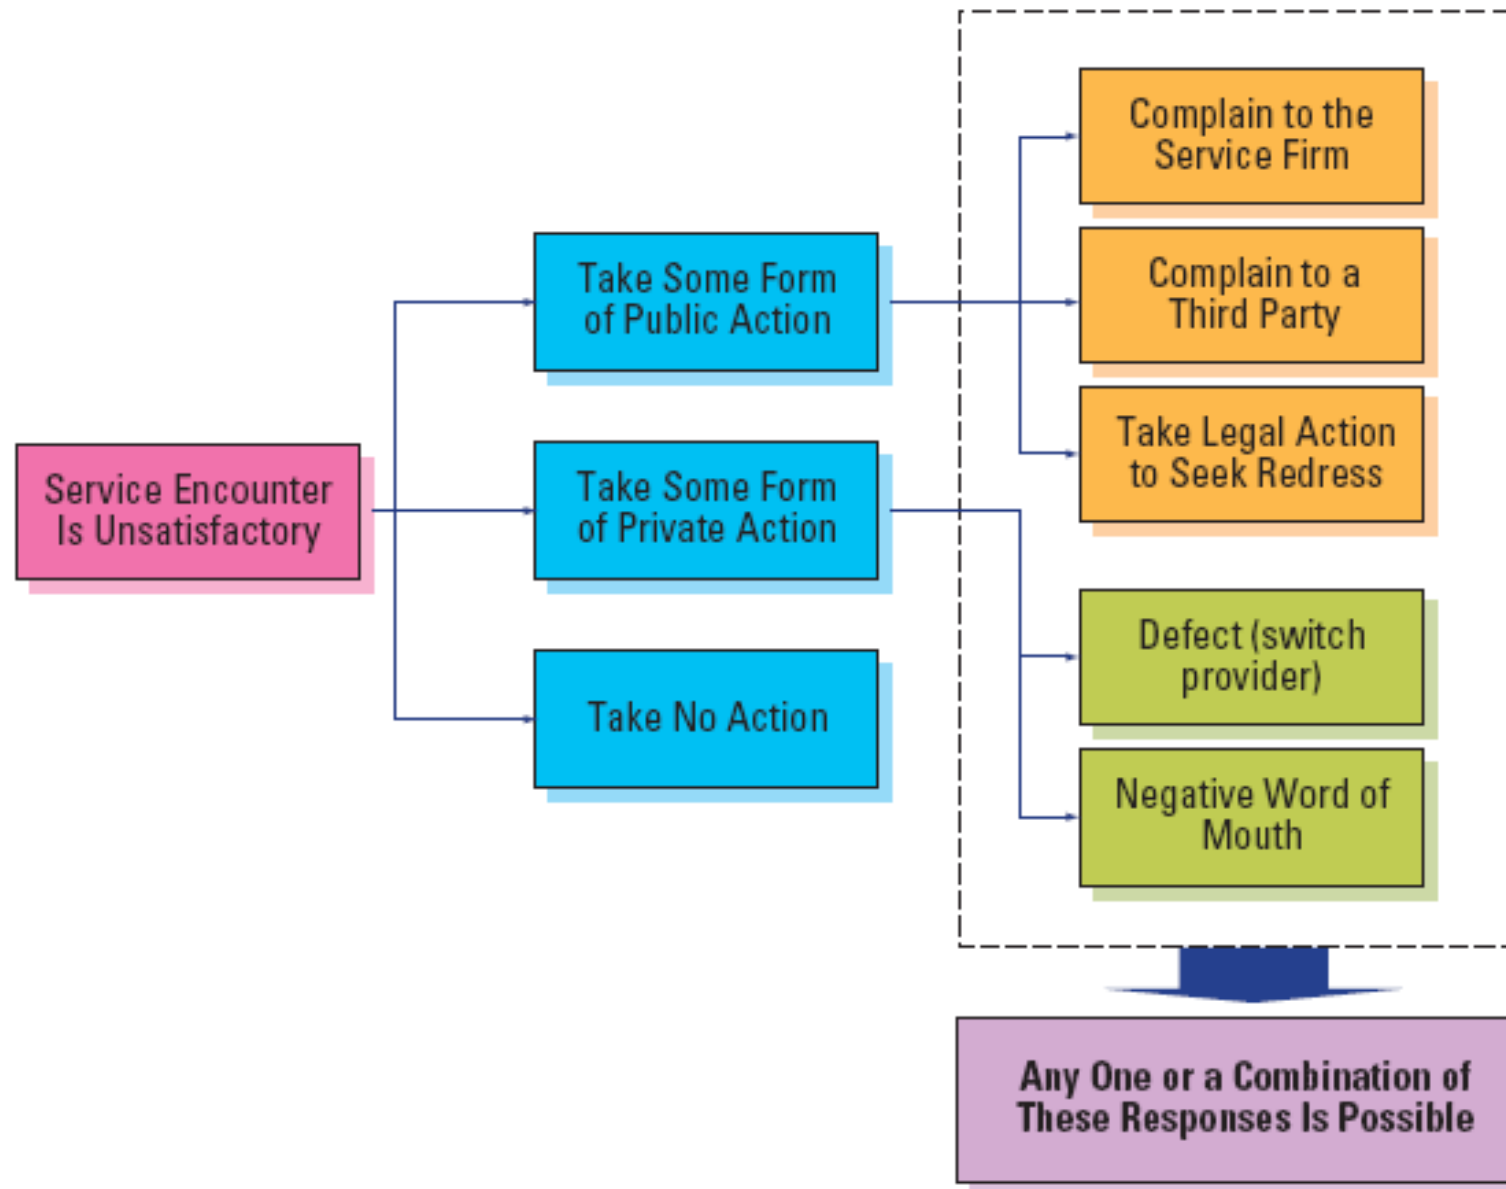 Complain to the
Service Firm
Complain to a
Third Party
Take Legal Action
to Seek Redress
Take Some Form
of Public Action
Service Encounter
Is Unsatisfactory
Take Some Form
of Private Action
Take No Action
Defect (switch
provider)
Negative Word of
Mouth
Any One or a Combination of
These Responses Is Possible